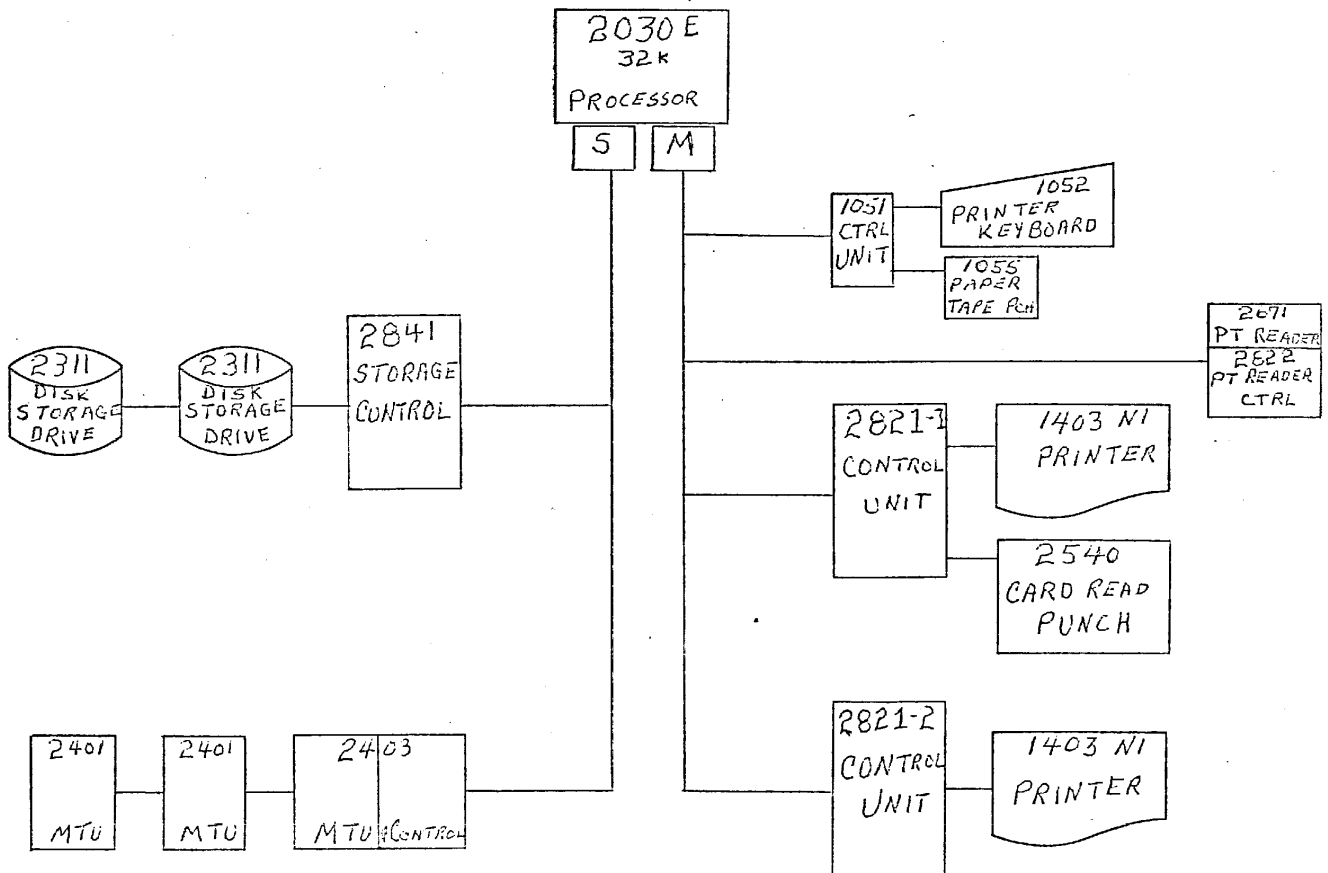 2030 E
32K
PROCESSOR
S
M
1051
CTRL
UNIT
1052
PRINTER
KEYBOARD
1055
PAPER
TAPE PCH
2671
PT READER
2822
PT READER
CTRL
2311
DISK
STORAGE
DRIVE
2311
DISK
STORAGE
DRIVE
2841
STORAGE
CONTROL
2821-1
CONTROL
UNIT
1403 N1
PRINTER
2540
CARD READ
PUNCH
2401
MTU
2401
MTU
2403
MTU &CONTROL
2821-2
CONTROL
UNIT
1403 N1
PRINTER